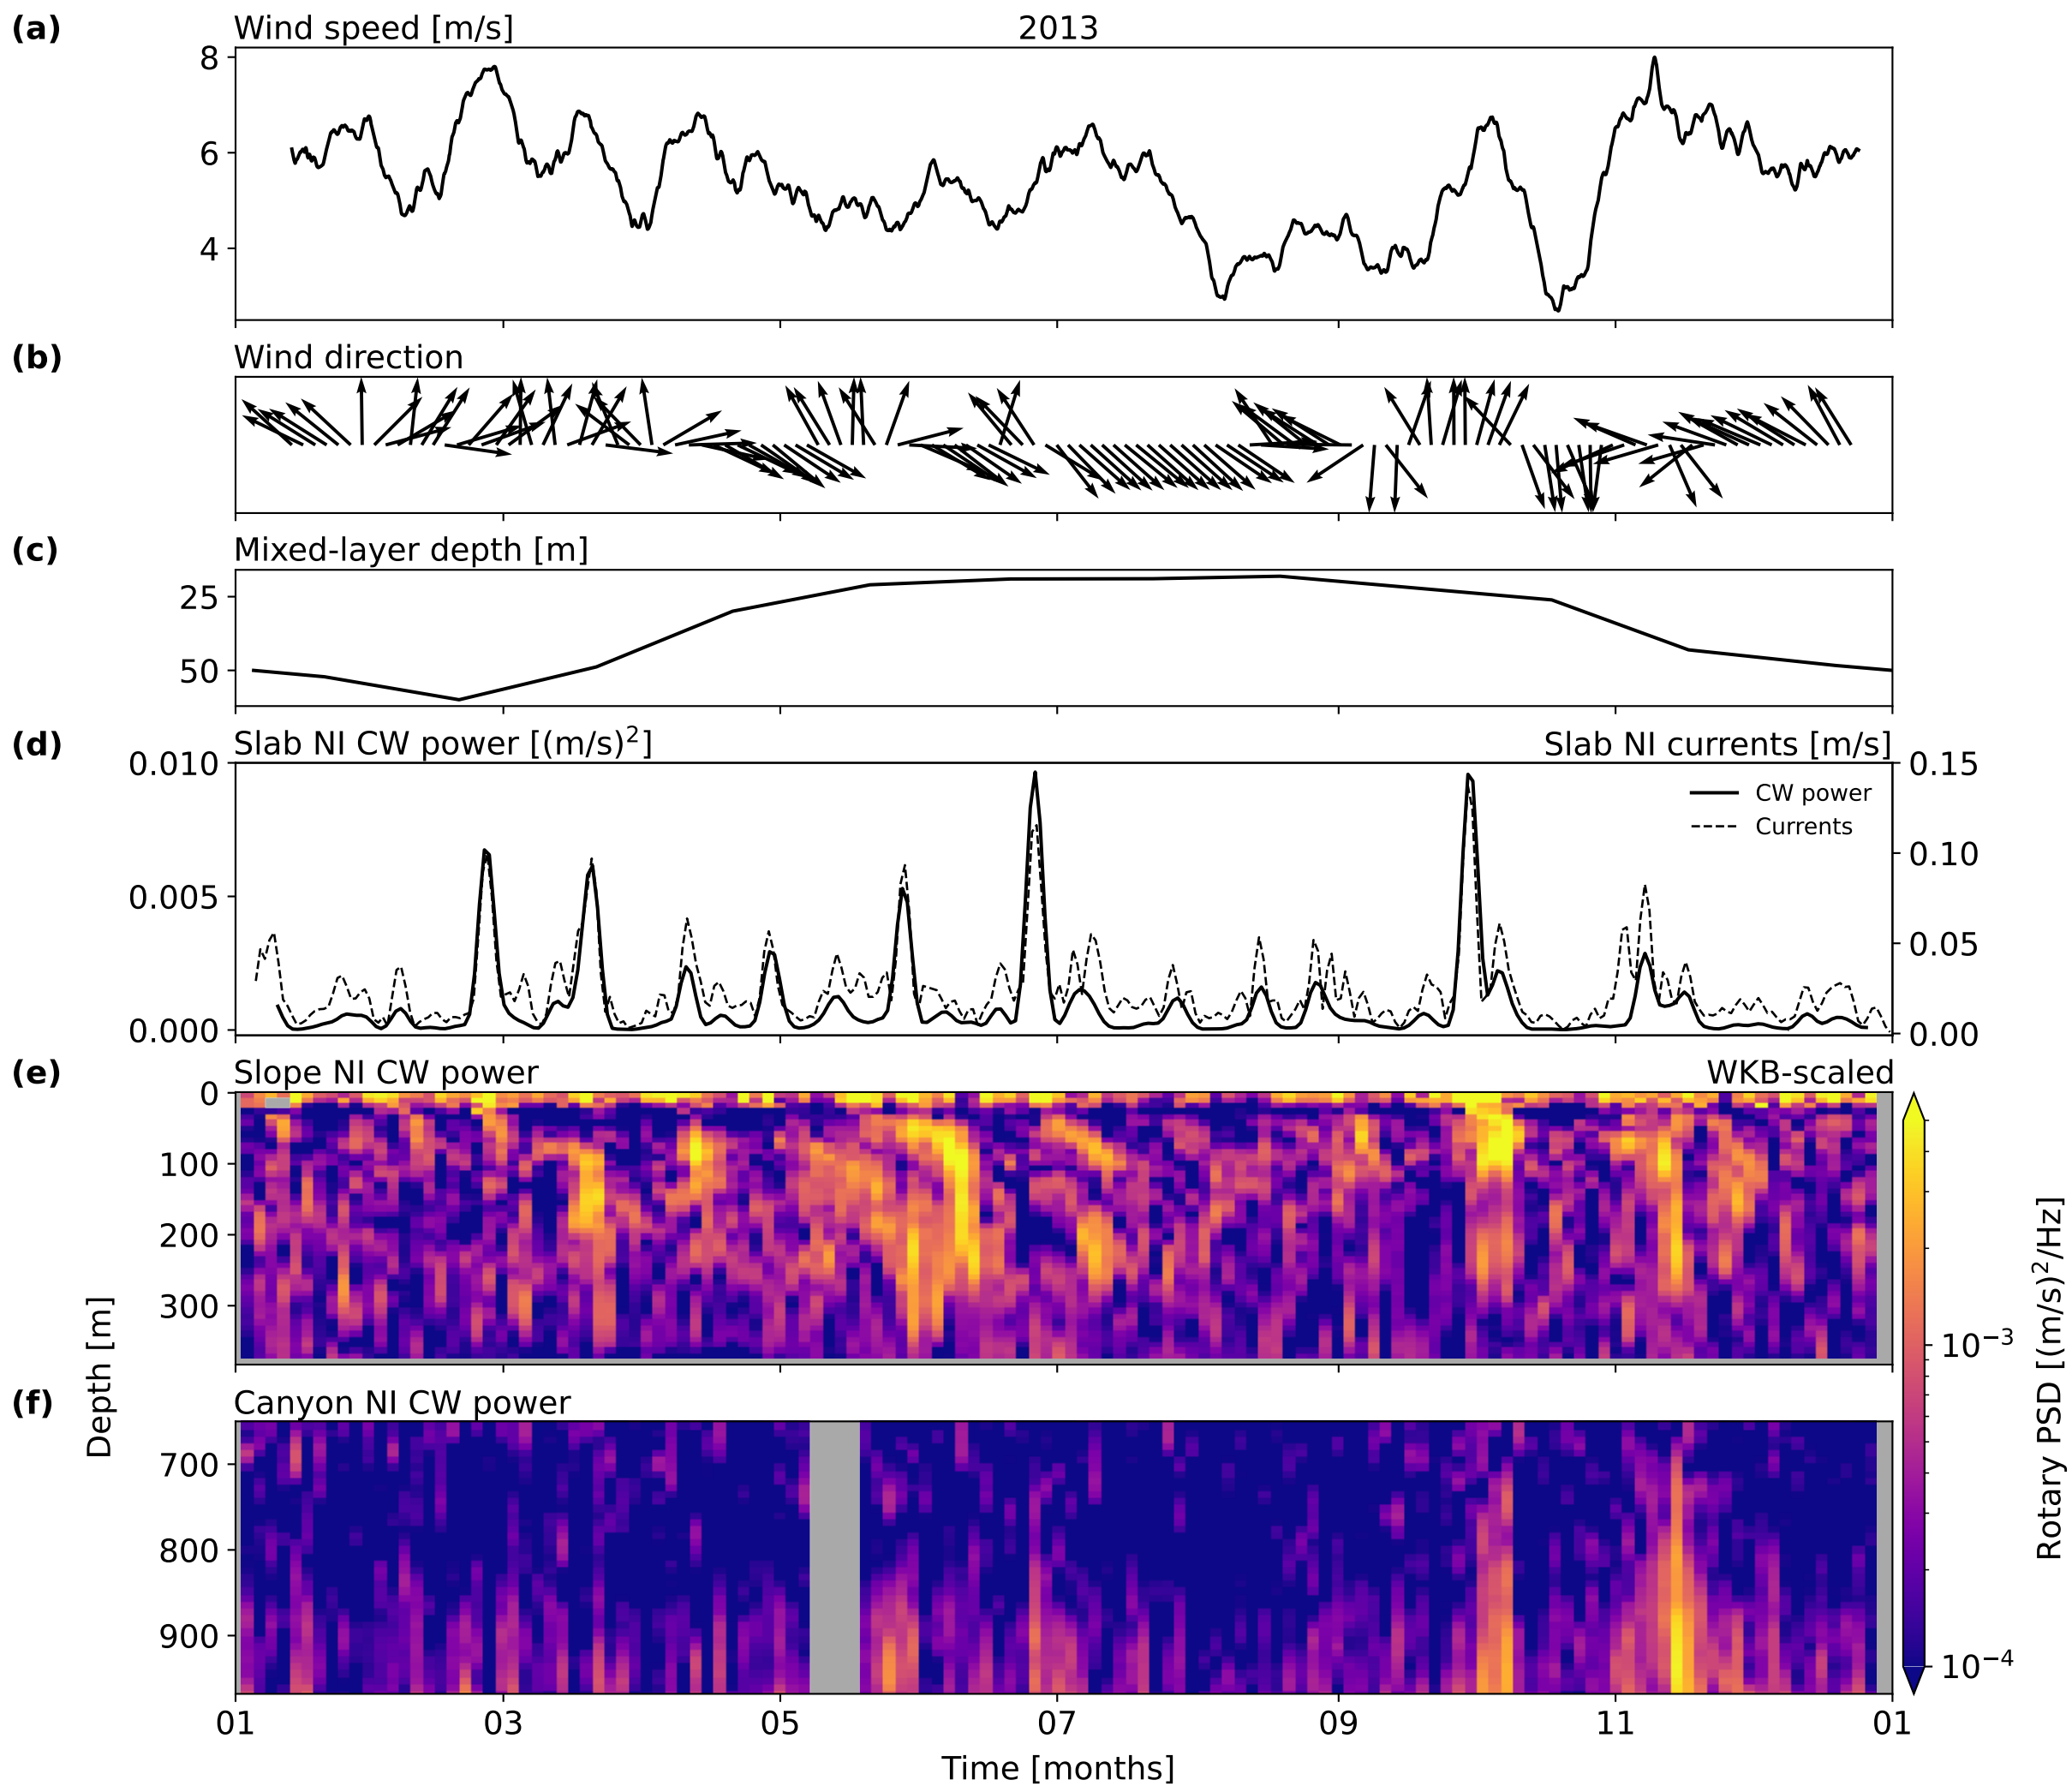 (a) Wind speed [m/s] 2013
8
6
4
(b) Wind direction
(c) Mixed-layer depth [m]
25
50
(d) Slab NI CW power [(m/s)²] Slab NI currents [m/s]
0.010 0.15
CW power
Currents
0.10
0.005
0.05
0.000 0.00
(e) Slope NI CW power WKB-scaled
0
100
200
300
10⁻³
(f) Canyon NI CW power
700
800
900
10⁻⁴
Depth [m]
Rotary PSD [(m/s)²/Hz]
01 03 05 07 09 11 01
Time [months]